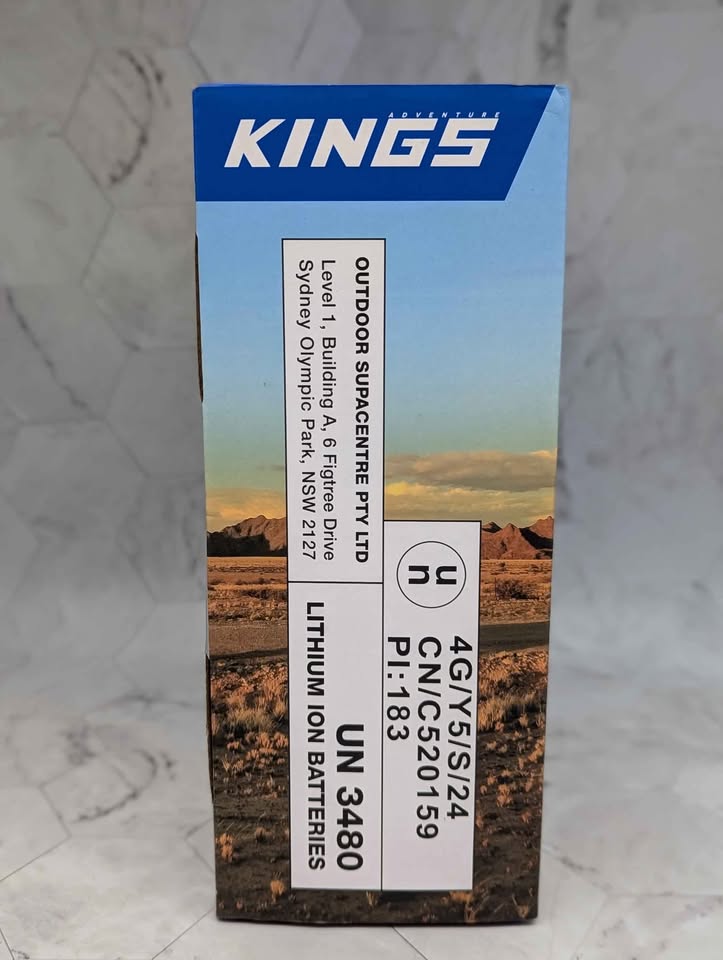 ADVENTURE
KINGS
OUTDOOR SUPACENTRE PTY LTD
Level 1, Building A, 6 Figtree Drive
Sydney Olympic Park, NSW 2127
UN 3480
LITHIUM ION BATTERIES
un
4G/Y5/S/24
CN/C520159
PI:183